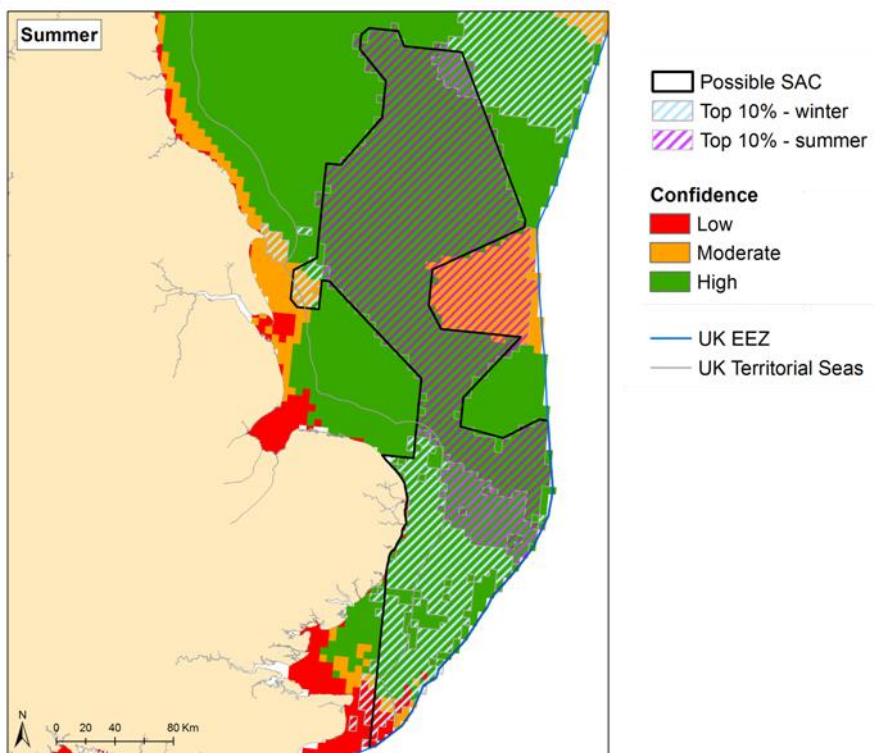 Summer
Possible SAC
Top 10% - winter
Top 10% - summer
Confidence
Low
Moderate
High
UK EEZ
UK Territorial Seas
N
0 20 40 80 Km